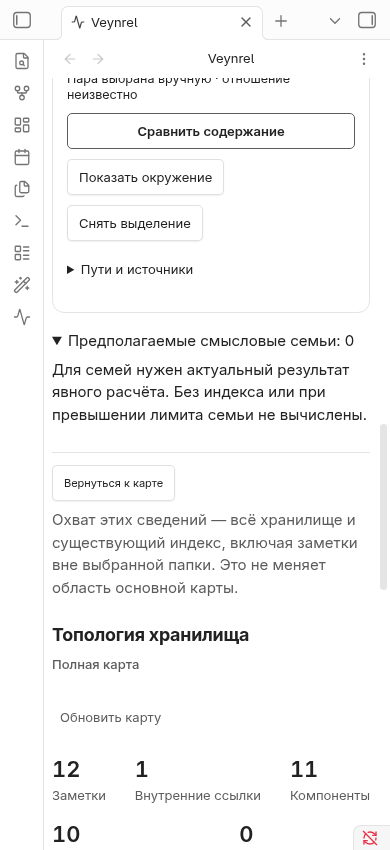 Veynrel
Veynrel
Пара выбрана вручную · отношение
неизвестно
Сравнить содержание
Показать окружение
Снять выделение
Пути и источники
Предполагаемые смысловые семьи: 0
Для семей нужен актуальный результат
явного расчёта. Без индекса или при
превышении лимита семьи не вычислены.
Вернуться к карте
Охват этих сведений — всё хранилище и
существующий индекс, включая заметки
вне выбранной папки. Это не меняет
область основной карты.
Топология хранилища
Полная карта
Обновить карту
12 1 11
Заметки Внутренние ссылки Компоненты
10 0